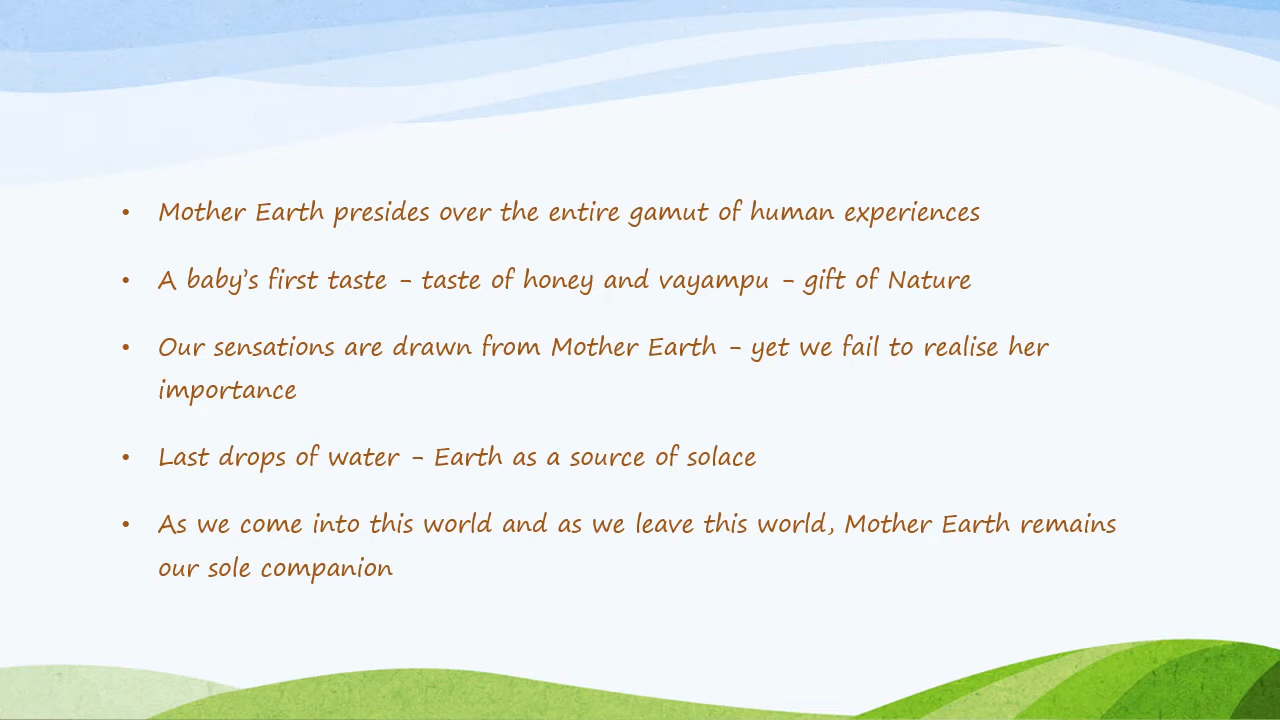 • Mother Earth presides over the entire gamut of human experiences
• A baby's first taste – taste of honey and vayampu – gift of Nature
• Our sensations are drawn from Mother Earth – yet we fail to realise her
importance
• Last drops of water – Earth as a source of solace
• As we come into this world and as we leave this world, Mother Earth remains
our sole companion